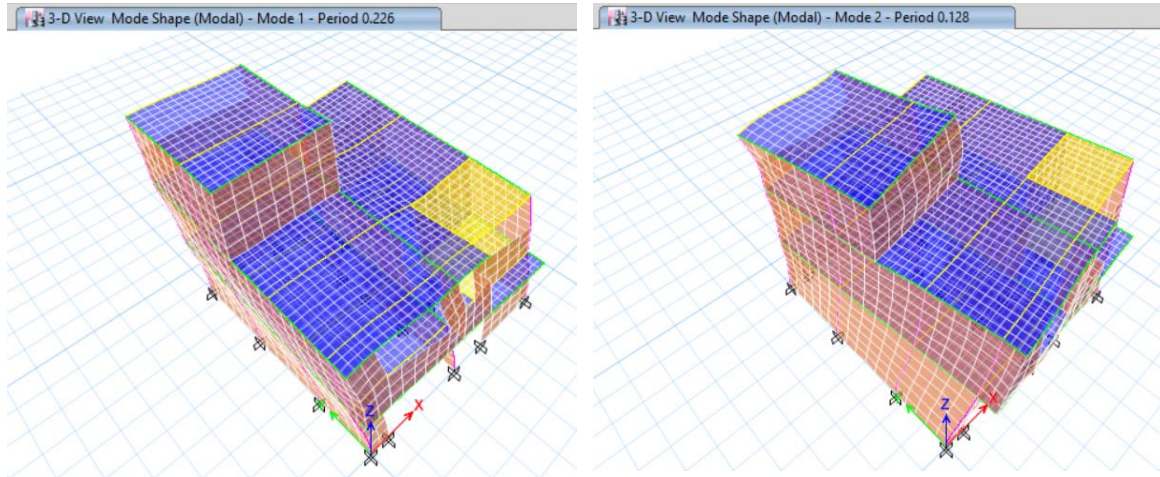 3-D View Mode Shape (Modal) - Mode 1 - Period 0.226
3-D View Mode Shape (Modal) - Mode 2 - Period 0.128
Z
X
Z
X